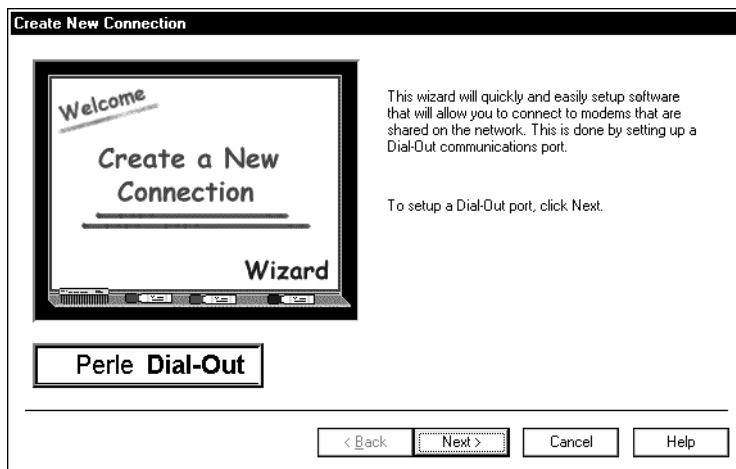 Create New Connection
Welcome
Create a New
Connection
Wizard
This wizard will quickly and easily setup software
that will allow you to connect to modems that are
shared on the network. This is done by setting up a
Dial-Out communications port.
To setup a Dial-Out port, click Next.
Perle Dial-Out
< Back
Next >
Cancel
Help